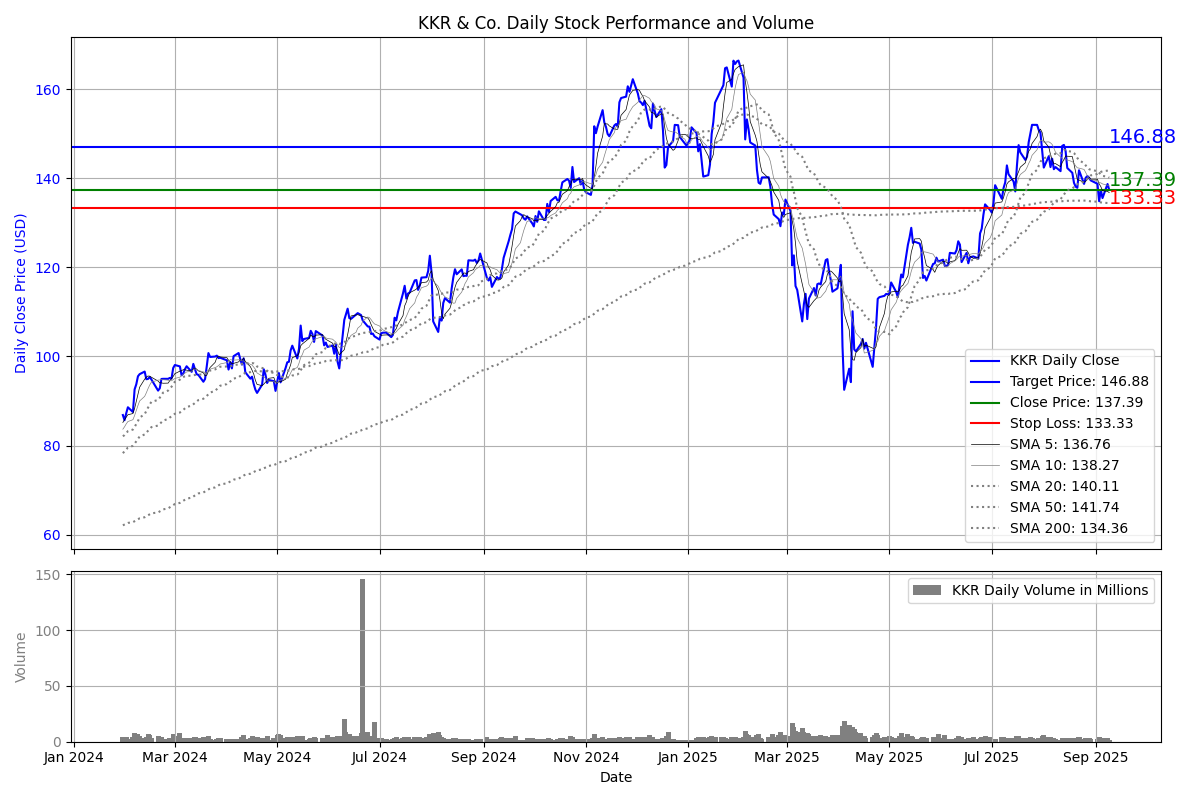 KKR & Co. Daily Stock Performance and Volume
Daily Close Price (USD)
160
140
120
100
80
60
146.88
137.39
133.33
KKR Daily Close
Target Price: 146.88
Close Price: 137.39
Stop Loss: 133.33
SMA 5: 136.76
SMA 10: 138.27
SMA 20: 140.11
SMA 50: 141.74
SMA 200: 134.36
Volume
150
100
50
0
KKR Daily Volume in Millions
Jan 2024
Mar 2024
May 2024
Jul 2024
Sep 2024
Nov 2024
Jan 2025
Mar 2025
May 2025
Jul 2025
Sep 2025
Date